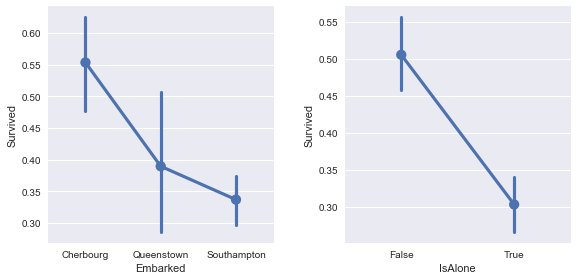 0.60
0.55
0.50
0.45
0.40
0.35
0.30
Survived
Cherbourg Queenstown Southampton
Embarked
0.55
0.50
0.45
0.40
0.35
0.30
Survived
False True
IsAlone